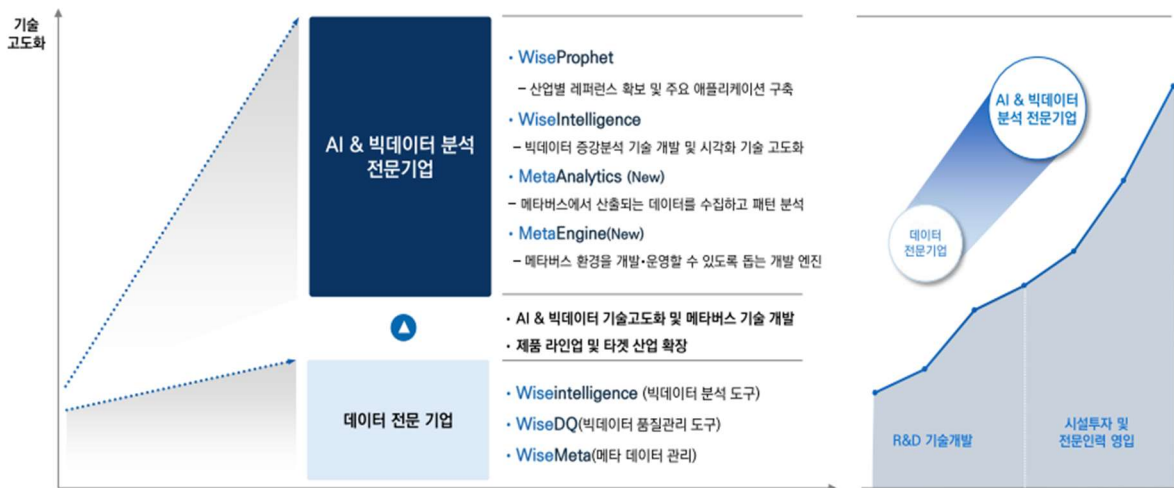 기술
고도화
AI & 빅데이터 분석
전문기업
· WiseProphet
– 산업별 레퍼런스 확보 및 주요 애플리케이션 구축
· WiseIntelligence
– 빅데이터 증강분석 기술 개발 및 시각화 기술 고도화
· MetaAnalytics (New)
– 메타버스에서 산출되는 데이터를 수집하고 패턴 분석
· MetaEngine(New)
– 메타버스 환경을 개발·운영할 수 있도록 돕는 개발 엔진
· AI & 빅데이터 기술고도화 및 메타버스 기술 개발
· 제품 라인업 및 타겟 산업 확장
데이터 전문 기업
· Wiseintelligence (빅데이터 분석 도구)
· WiseDQ(빅데이터 품질관리 도구)
· WiseMeta(메타 데이터 관리)
AI & 빅데이터
분석 전문기업
데이터
전문기업
R&D 기술개발
시설투자 및
전문인력 영입